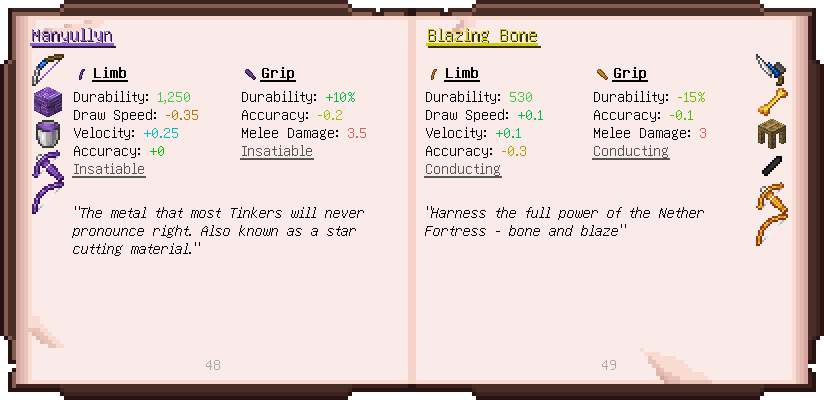 Manyullyn
Limb
Durability: 1,250
Draw Speed: -0.35
Velocity: +0.25
Accuracy: +0
Insatiable
Grip
Durability: +10%
Accuracy: -0.2
Melee Damage: 3.5
Insatiable
"The metal that most Tinkers will never
pronounce right. Also known as a star
cutting material."
48
Blazing Bone
Limb
Durability: 530
Draw Speed: +0.1
Velocity: +0.1
Accuracy: -0.3
Conducting
Grip
Durability: -15%
Accuracy: -0.1
Melee Damage: 3
Conducting
"Harness the full power of the Nether
Fortress - bone and blaze"
49